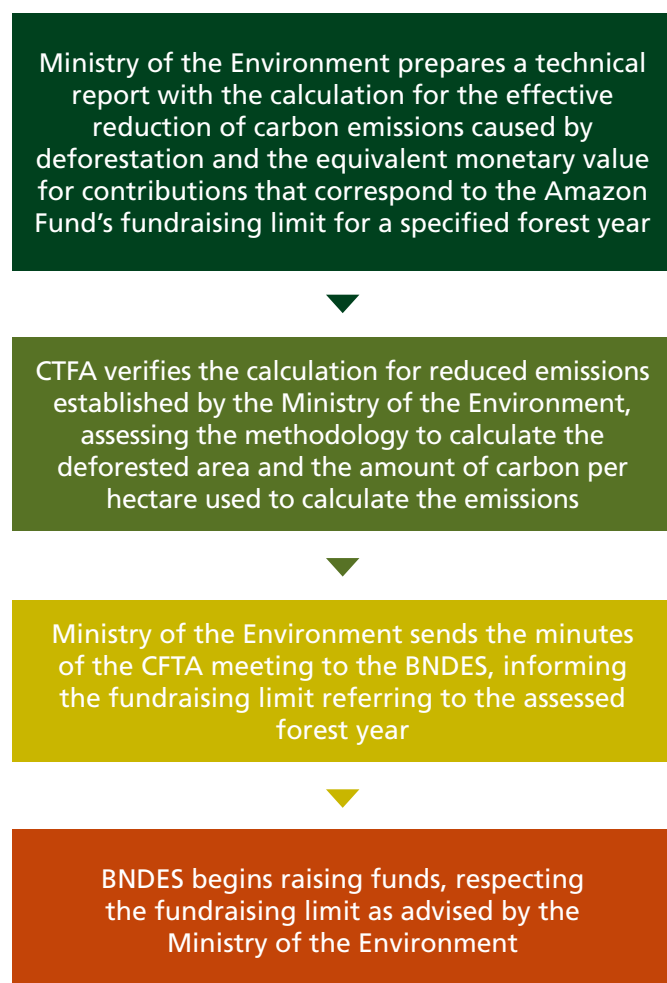 Ministry of the Environment prepares a technical
report with the calculation for the effective
reduction of carbon emissions caused by
deforestation and the equivalent monetary value
for contributions that correspond to the Amazon
Fund’s fundraising limit for a specified forest year
CTFA verifies the calculation for reduced emissions
established by the Ministry of the Environment,
assessing the methodology to calculate the
deforested area and the amount of carbon per
hectare used to calculate the emissions
Ministry of the Environment sends the minutes
of the CFTA meeting to the BNDES, informing
the fundraising limit referring to the assessed
forest year
BNDES begins raising funds, respecting
the fundraising limit as advised by the
Ministry of the Environment